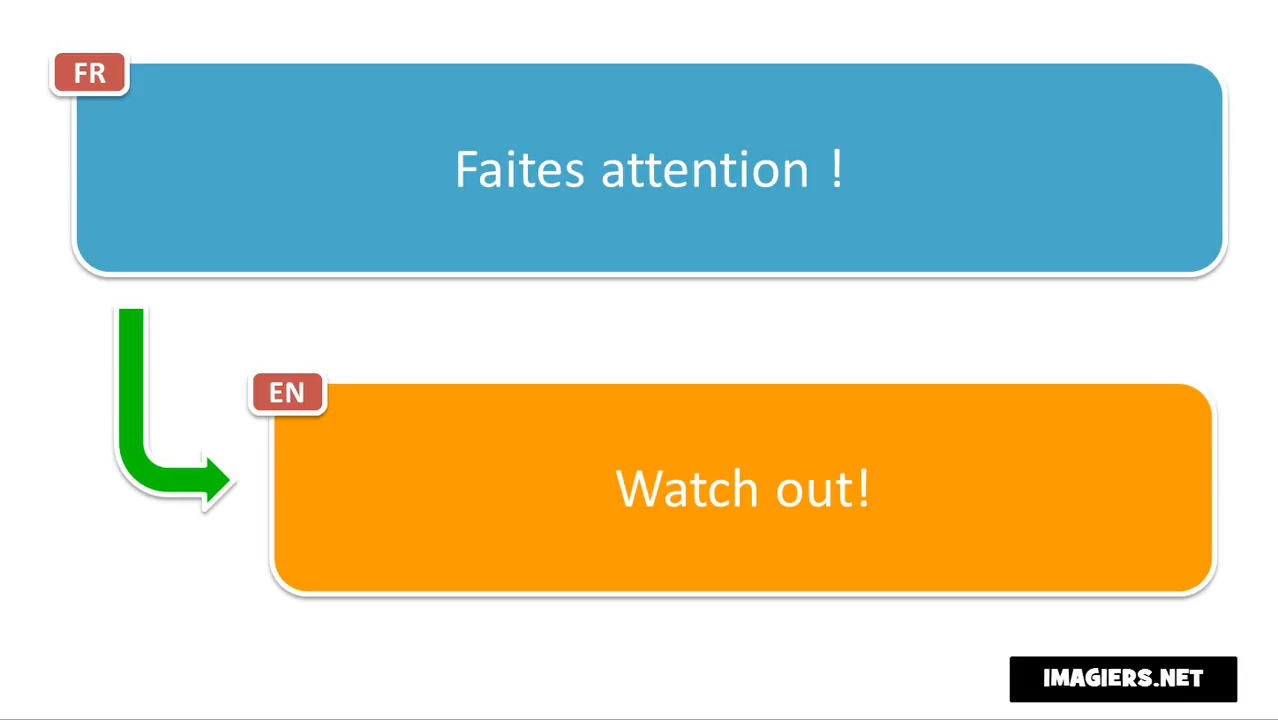 FR
Faites attention !
EN
Watch out!
IMAGIERS.NET